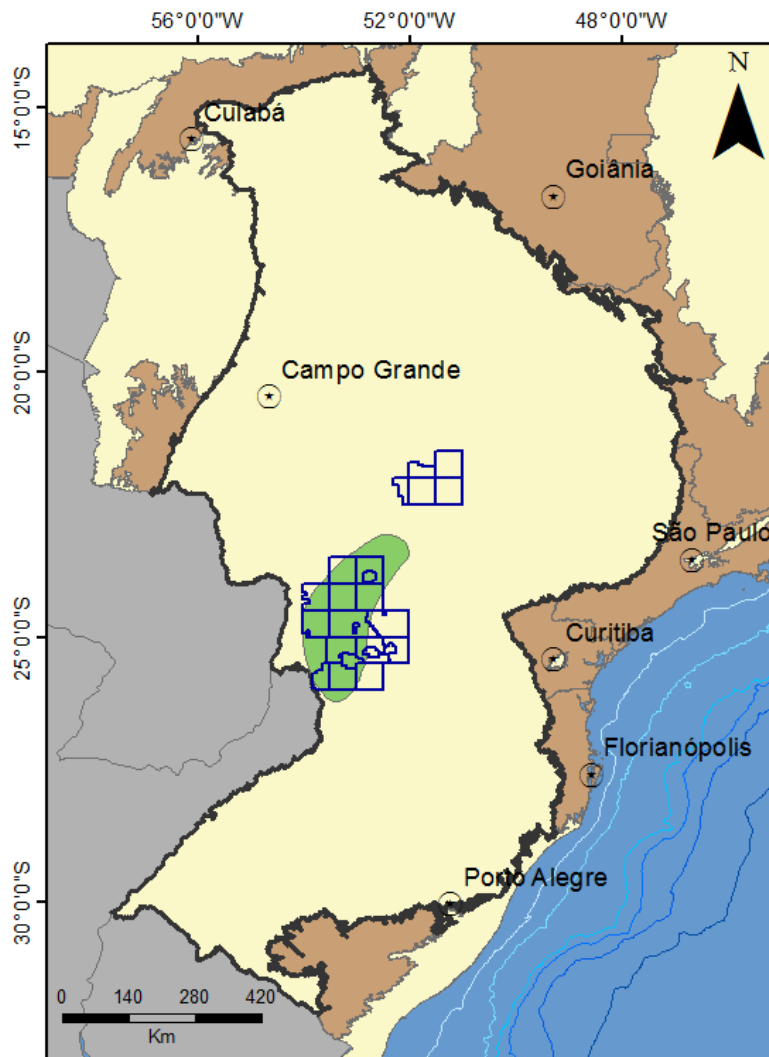 56°0'0"W 52°0'0"W 48°0'0"W
N
15°0'0"S
Cuiabá
Goiânia
20°0'0"S
Campo Grande
São Paulo
25°0'0"S
Curitiba
Florianópolis
30°0'0"S
Porto Alegre
0 140 280 420
Km